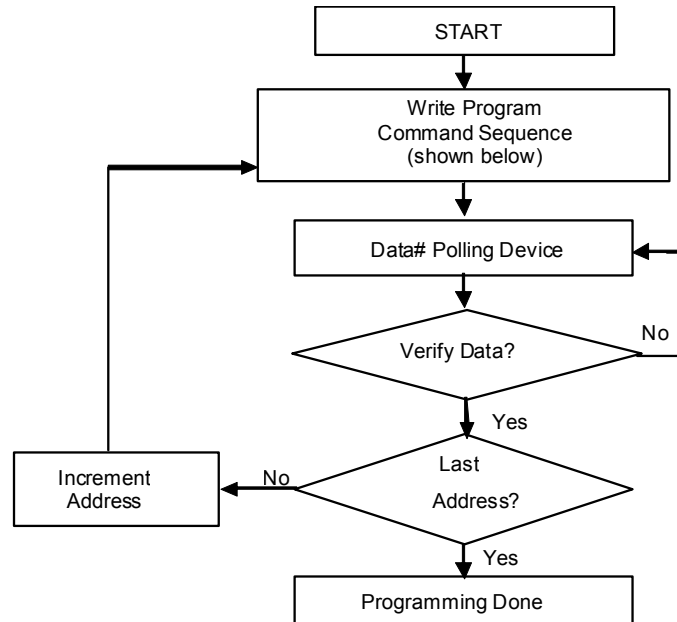 START
Write Program
Command Sequence
(shown below)
Data# Polling Device
Verify Data?
No
Yes
Last
Address?
No
Increment
Address
Yes
Programming Done